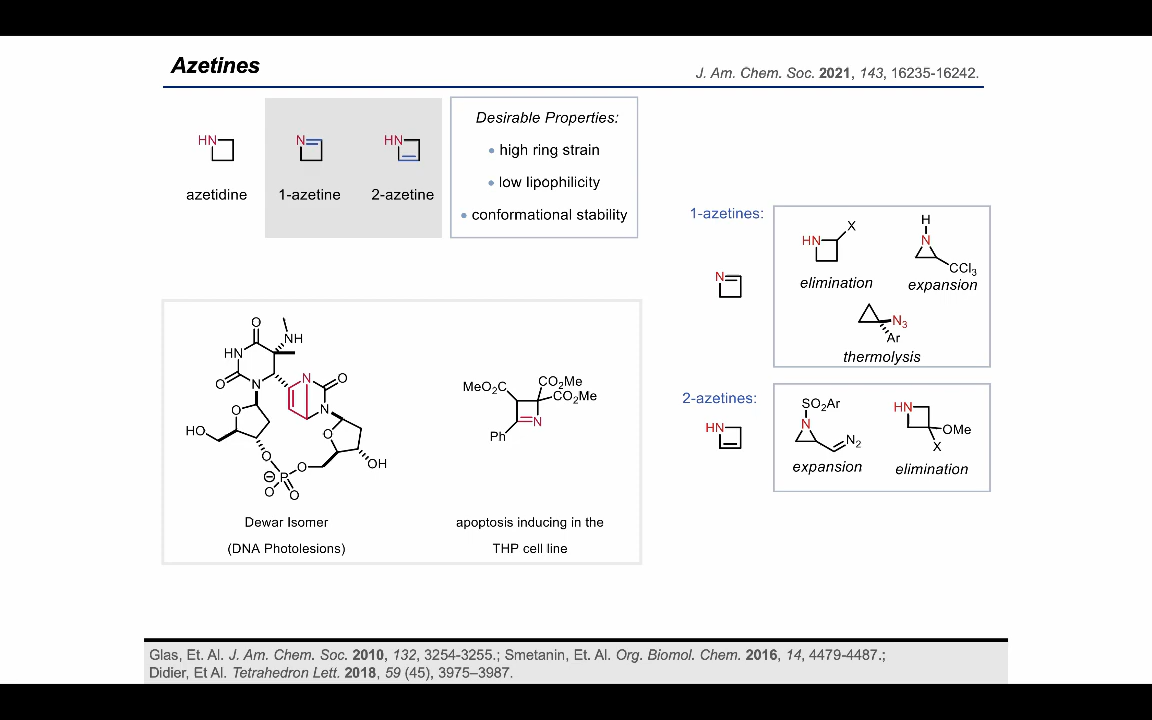 Azetines
J. Am. Chem. Soc. 2021, 143, 16235-16242.
HN
N
HN
azetidine
1-azetine
2-azetine
Desirable Properties:
• high ring strain
• low lipophilicity
• conformational stability
1-azetines:
N
HN
X
elimination
H
N
CCl3
expansion
N3
Ar
thermolysis
2-azetines:
HN
SO2Ar
N
N2
expansion
HN
OMe
X
elimination
O
NH
HN
O
N
N
O
N
O
HO
O
O
OH
O
P
⊖
O
O
Dewar Isomer
(DNA Photolesions)
MeO2C
CO2Me
CO2Me
N
Ph
apoptosis inducing in the
THP cell line
Glas, Et. Al. J. Am. Chem. Soc. 2010, 132, 3254-3255.; Smetanin, Et. Al. Org. Biomol. Chem. 2016, 14, 4479-4487.;
Didier, Et Al. Tetrahedron Lett. 2018, 59 (45), 3975–3987.